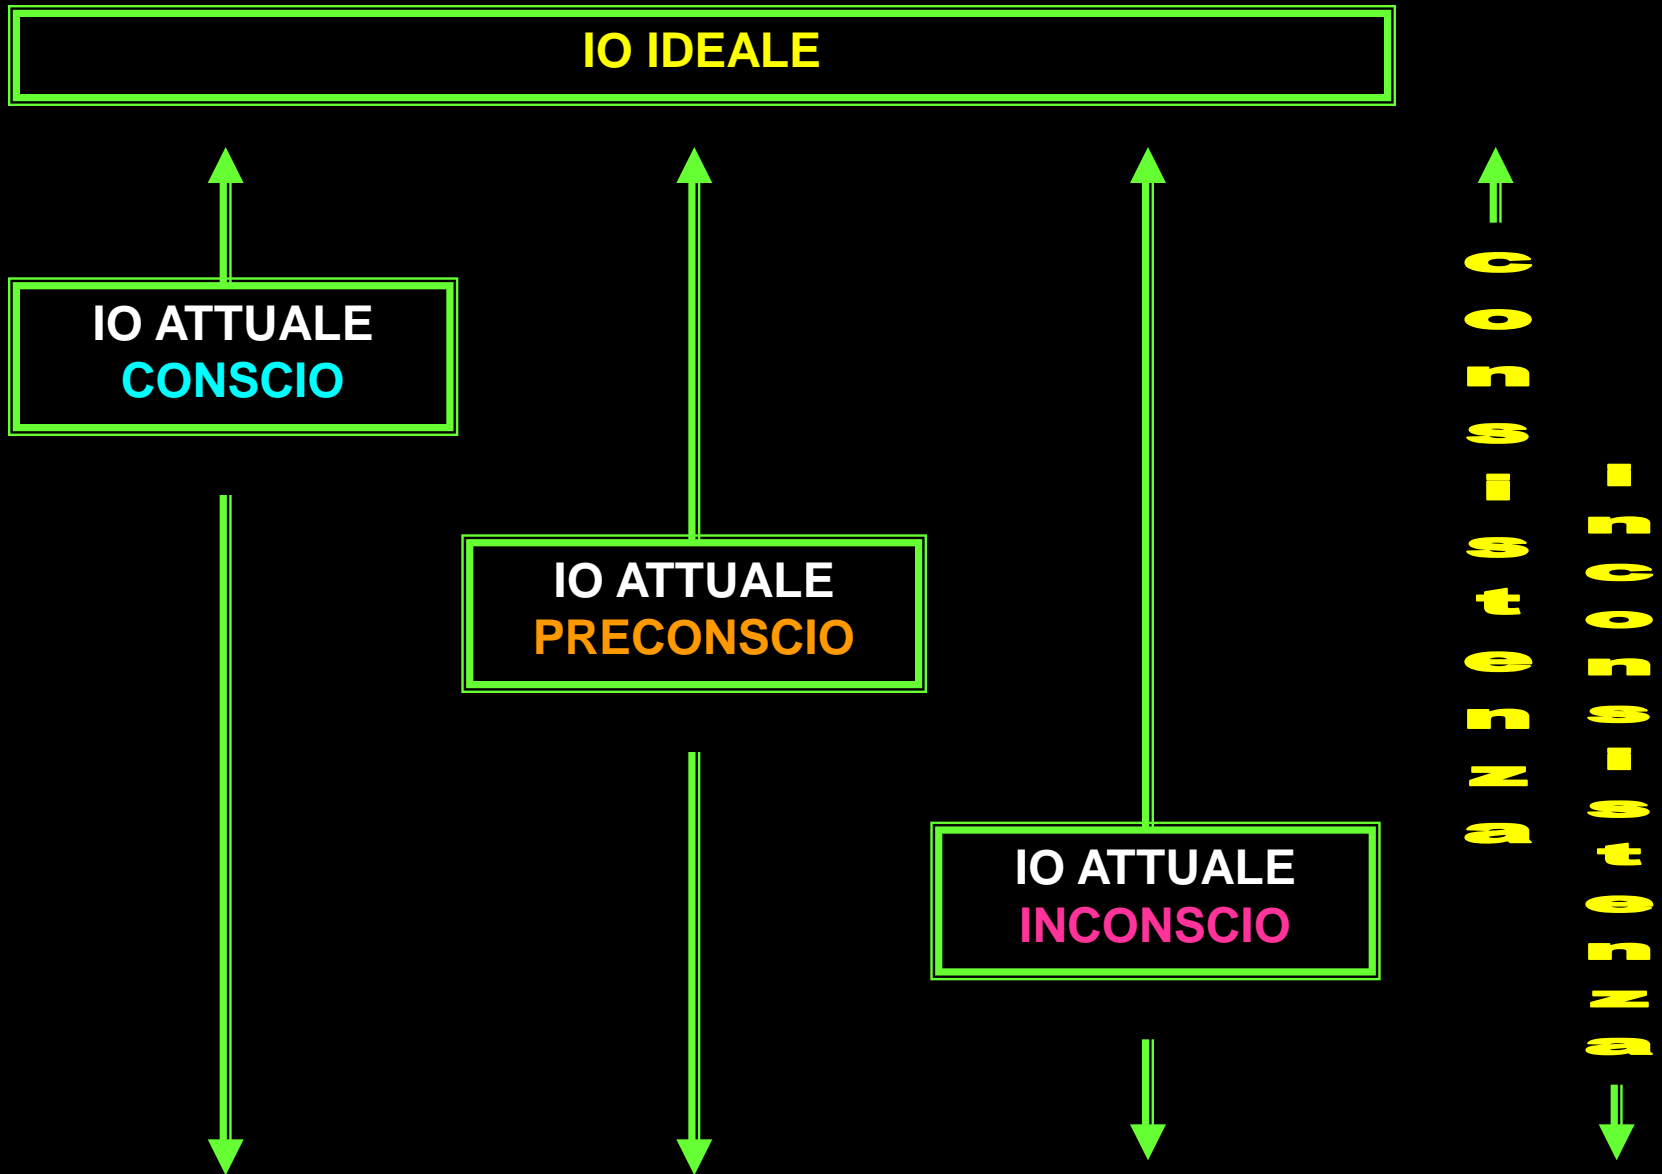 IO IDEALE
IO ATTUALE
CONSCIO
IO ATTUALE
PRECONSCIO
IO ATTUALE
INCONSCIO
consistenza
inconsistenza